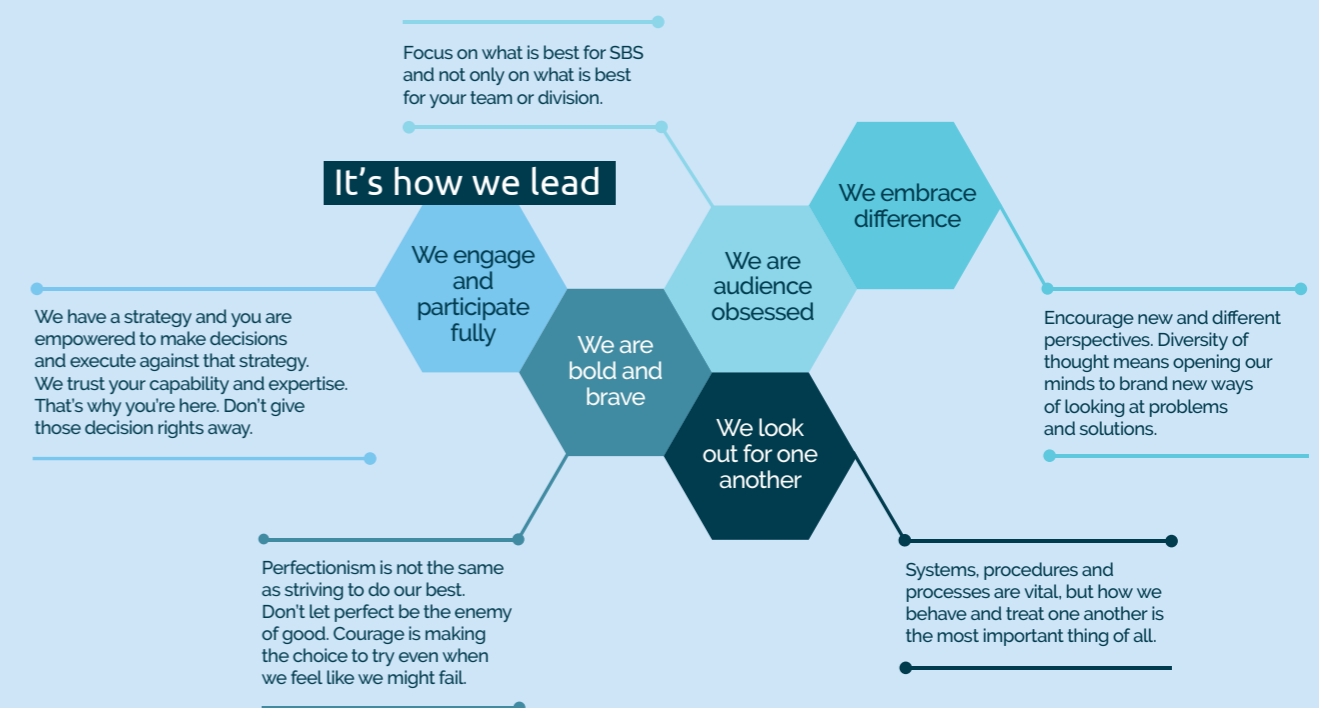 Focus on what is best for SBS
and not only on what is best
for your team or division.
It's how we lead
We embrace
difference
We engage
and
participate
fully
We are
audience
obsessed
We are
bold and
brave
We look
out for one
another
We have a strategy and you are
empowered to make decisions
and execute against that strategy.
We trust your capability and expertise.
That's why you're here. Don't give
those decision rights away.
Encourage new and different
perspectives. Diversity of
thought means opening our
minds to brand new ways
of looking at problems
and solutions.
Perfectionism is not the same
as striving to do our best.
Don't let perfect be the enemy
of good. Courage is making
the choice to try even when
we feel like we might fail.
Systems, procedures and
processes are vital, but how we
behave and treat one another is
the most important thing of all.